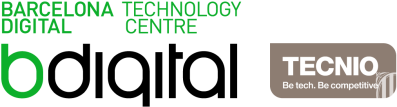 BARCELONA TECHNOLOGY
DIGITAL CENTRE
bdigital
TECNIO
Be tech. Be competitive